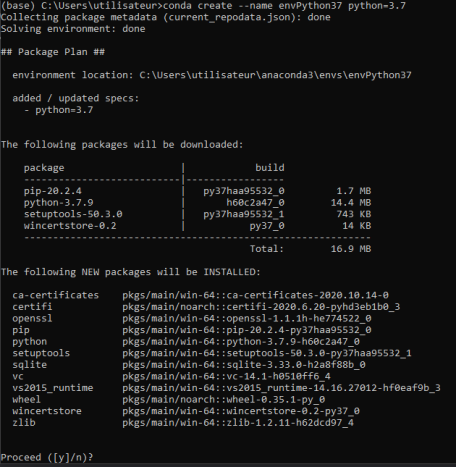 (base) C:\Users\utilisateur>conda create --name envPython37 python=3.7
Collecting package metadata (current_repodata.json): done
Solving environment: done

## Package Plan ##

  environment location: C:\Users\utilisateur\anaconda3\envs\envPython37

  added / updated specs:
    - python=3.7


The following packages will be downloaded:

    package                    |            build
    ---------------------------|-----------------
    pip-20.2.4                 |   py37haa95532_0         1.7 MB
    python-3.7.9               |       h60c2a47_0        14.4 MB
    setuptools-50.3.0          |   py37haa95532_1         743 KB
    wincertstore-0.2           |           py37_0          14 KB
    ------------------------------------------------------------
                                           Total:        16.9 MB

The following NEW packages will be INSTALLED:

  ca-certificates    pkgs/main/win-64::ca-certificates-2020.10.14-0
  certifi            pkgs/main/noarch::certifi-2020.6.20-pyhd3eb1b0_3
  openssl            pkgs/main/win-64::openssl-1.1.1h-he774522_0
  pip                pkgs/main/win-64::pip-20.2.4-py37haa95532_0
  python             pkgs/main/win-64::python-3.7.9-h60c2a47_0
  setuptools         pkgs/main/win-64::setuptools-50.3.0-py37haa95532_1
  sqlite             pkgs/main/win-64::sqlite-3.33.0-h2a8f88b_0
  vc                 pkgs/main/win-64::vc-14.1-h0510ff6_4
  vs2015_runtime     pkgs/main/win-64::vs2015_runtime-14.16.27012-hf0eaf9b_3
  wheel              pkgs/main/noarch::wheel-0.35.1-py_0
  wincertstore       pkgs/main/win-64::wincertstore-0.2-py37_0
  zlib               pkgs/main/win-64::zlib-1.2.11-h62dcd97_4


Proceed ([y]/n)?